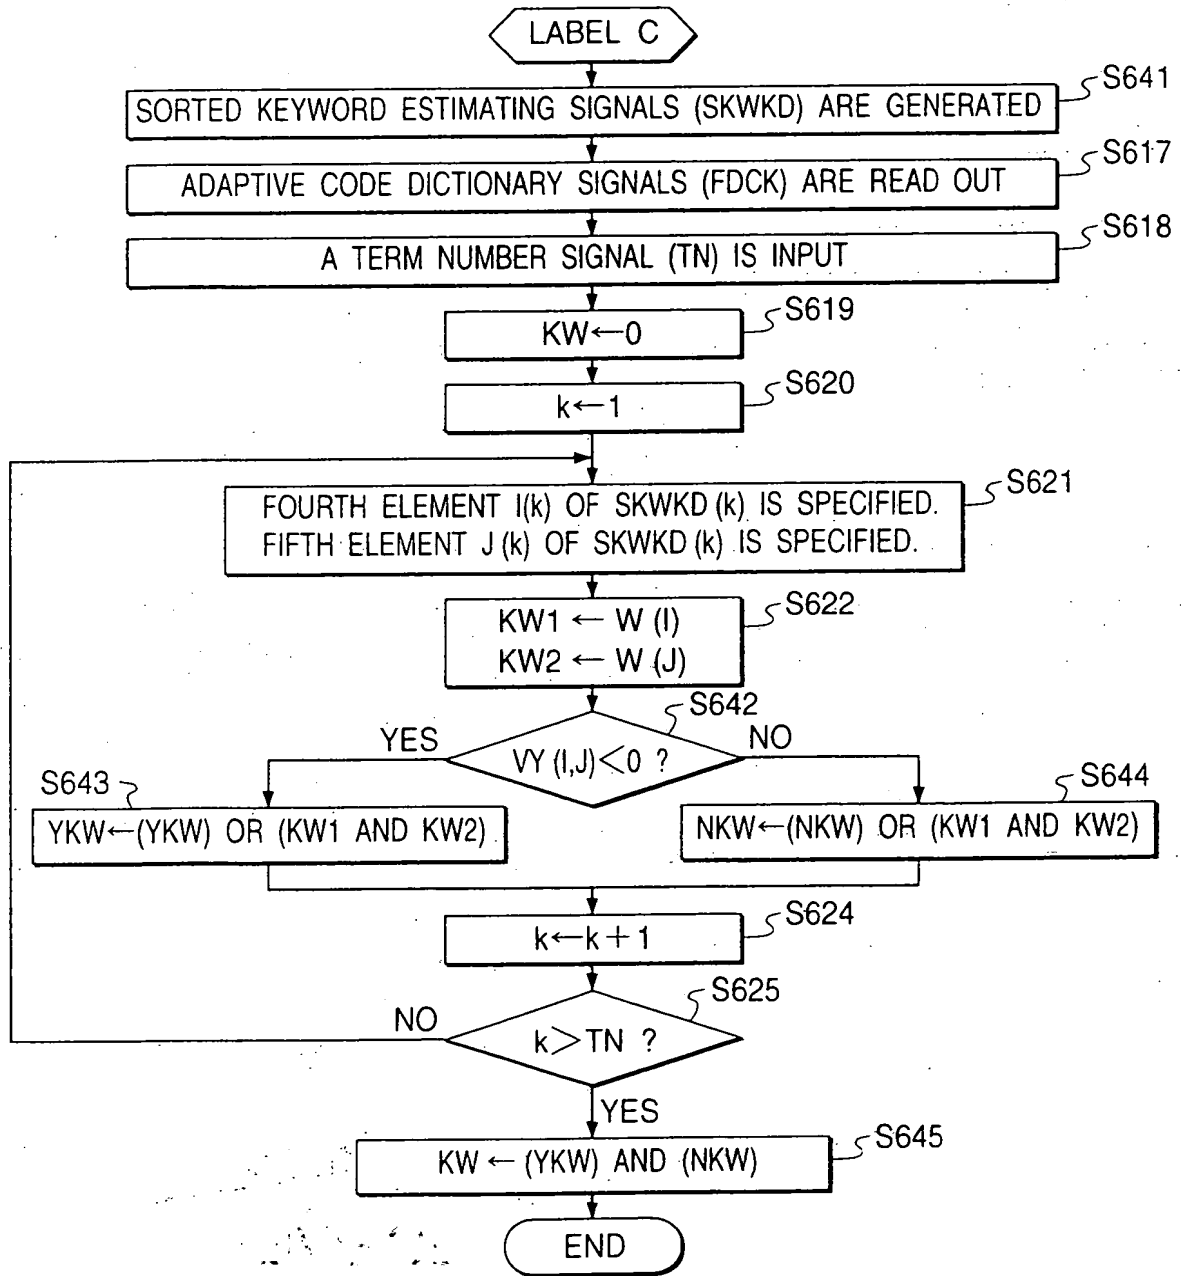 LABEL C
S641
SORTED KEYWORD ESTIMATING SIGNALS (SKWKD) ARE GENERATED
S617
ADAPTIVE CODE DICTIONARY SIGNALS (FDCK) ARE READ OUT
S618
A TERM NUMBER SIGNAL (TN) IS INPUT
S619
KW←0
S620
k←1
S621
FOURTH ELEMENT I(k) OF SKWKD (k) IS SPECIFIED.
FIFTH ELEMENT J (k) OF SKWKD (k) IS SPECIFIED.
S622
KW1 ← W (I)
KW2 ← W (J)
S642
YES
VY (I,J)<0 ?
NO
S643
YKW←(YKW) OR (KW1 AND KW2)
S644
NKW←(NKW) OR (KW1 AND KW2)
S624
k←k+1
S625
NO
k>TN ?
YES
S645
KW ← (YKW) AND (NKW)
END